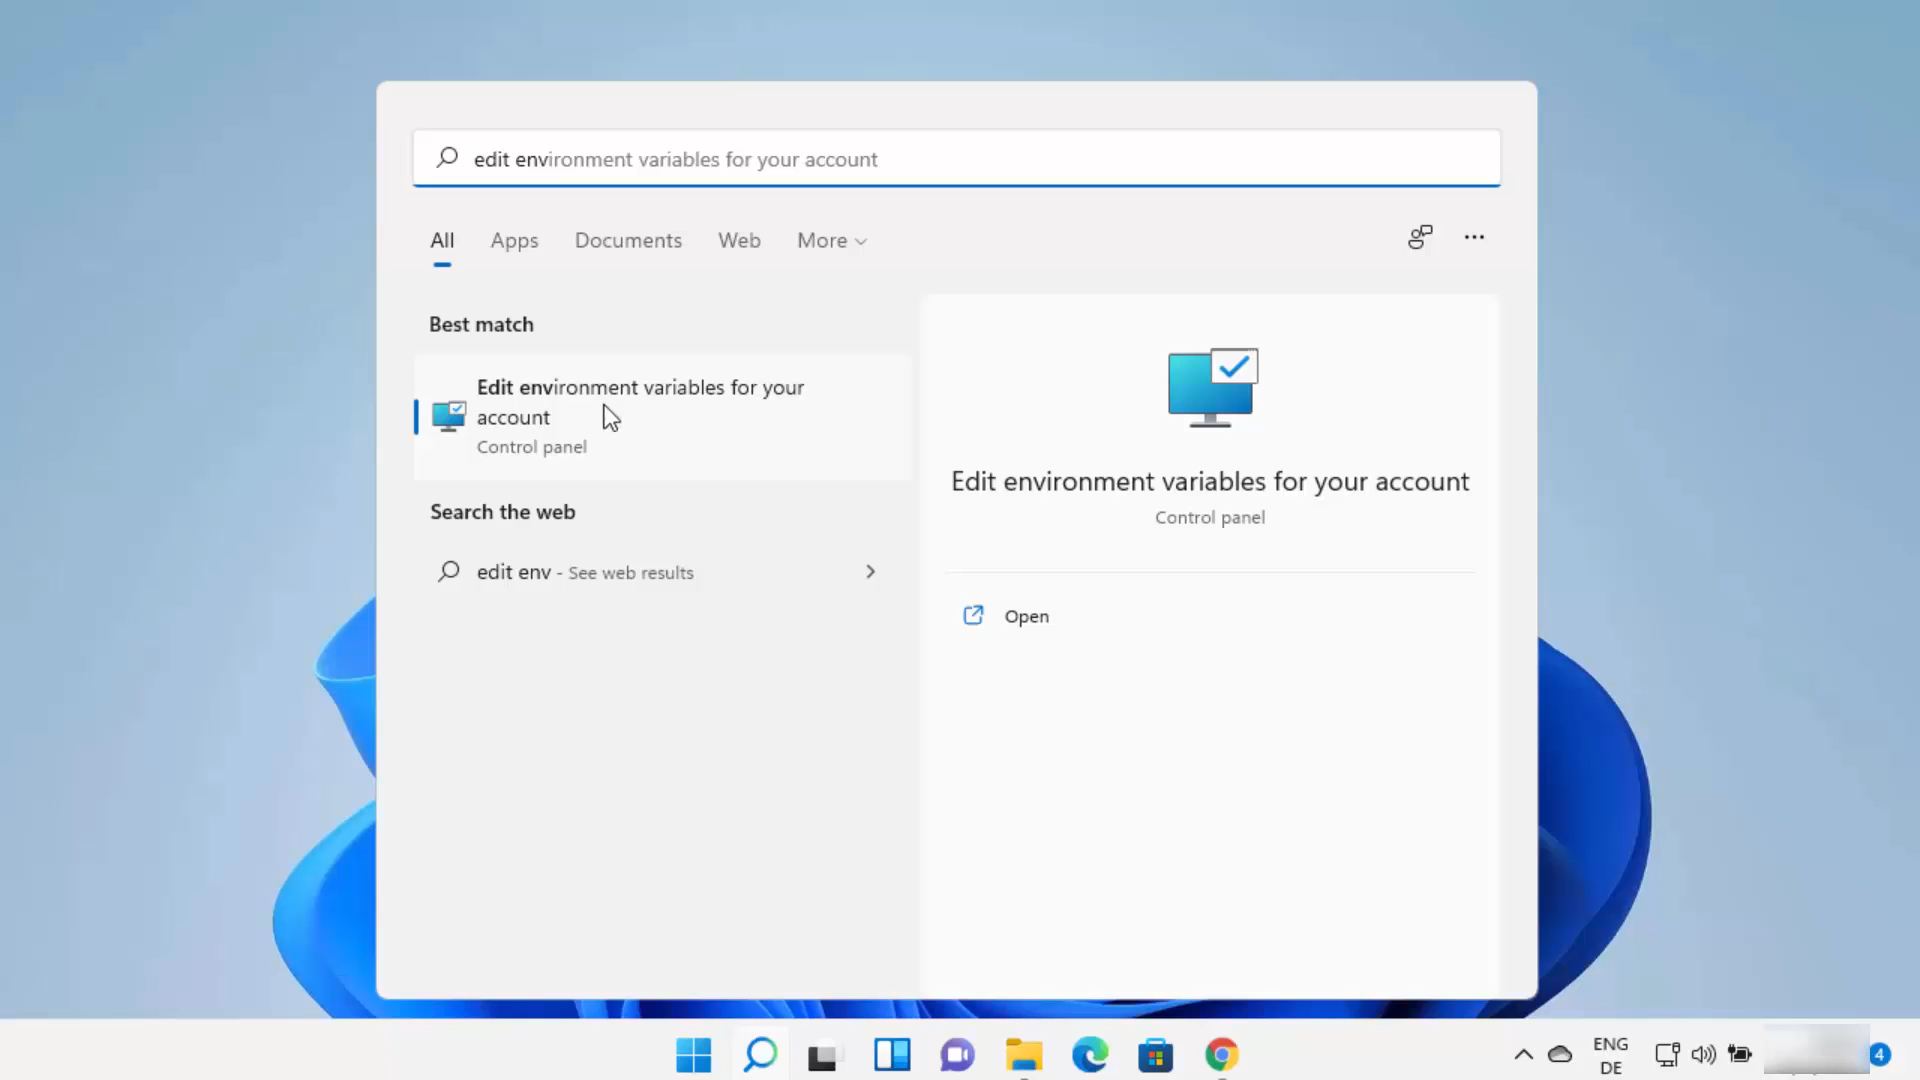 edit environment variables for your account
All Apps Documents Web More
Best match
Edit environment variables for your
account
Control panel
Edit environment variables for your account
Control panel
Search the web
edit env - See web results
Open
ENG
DE
4